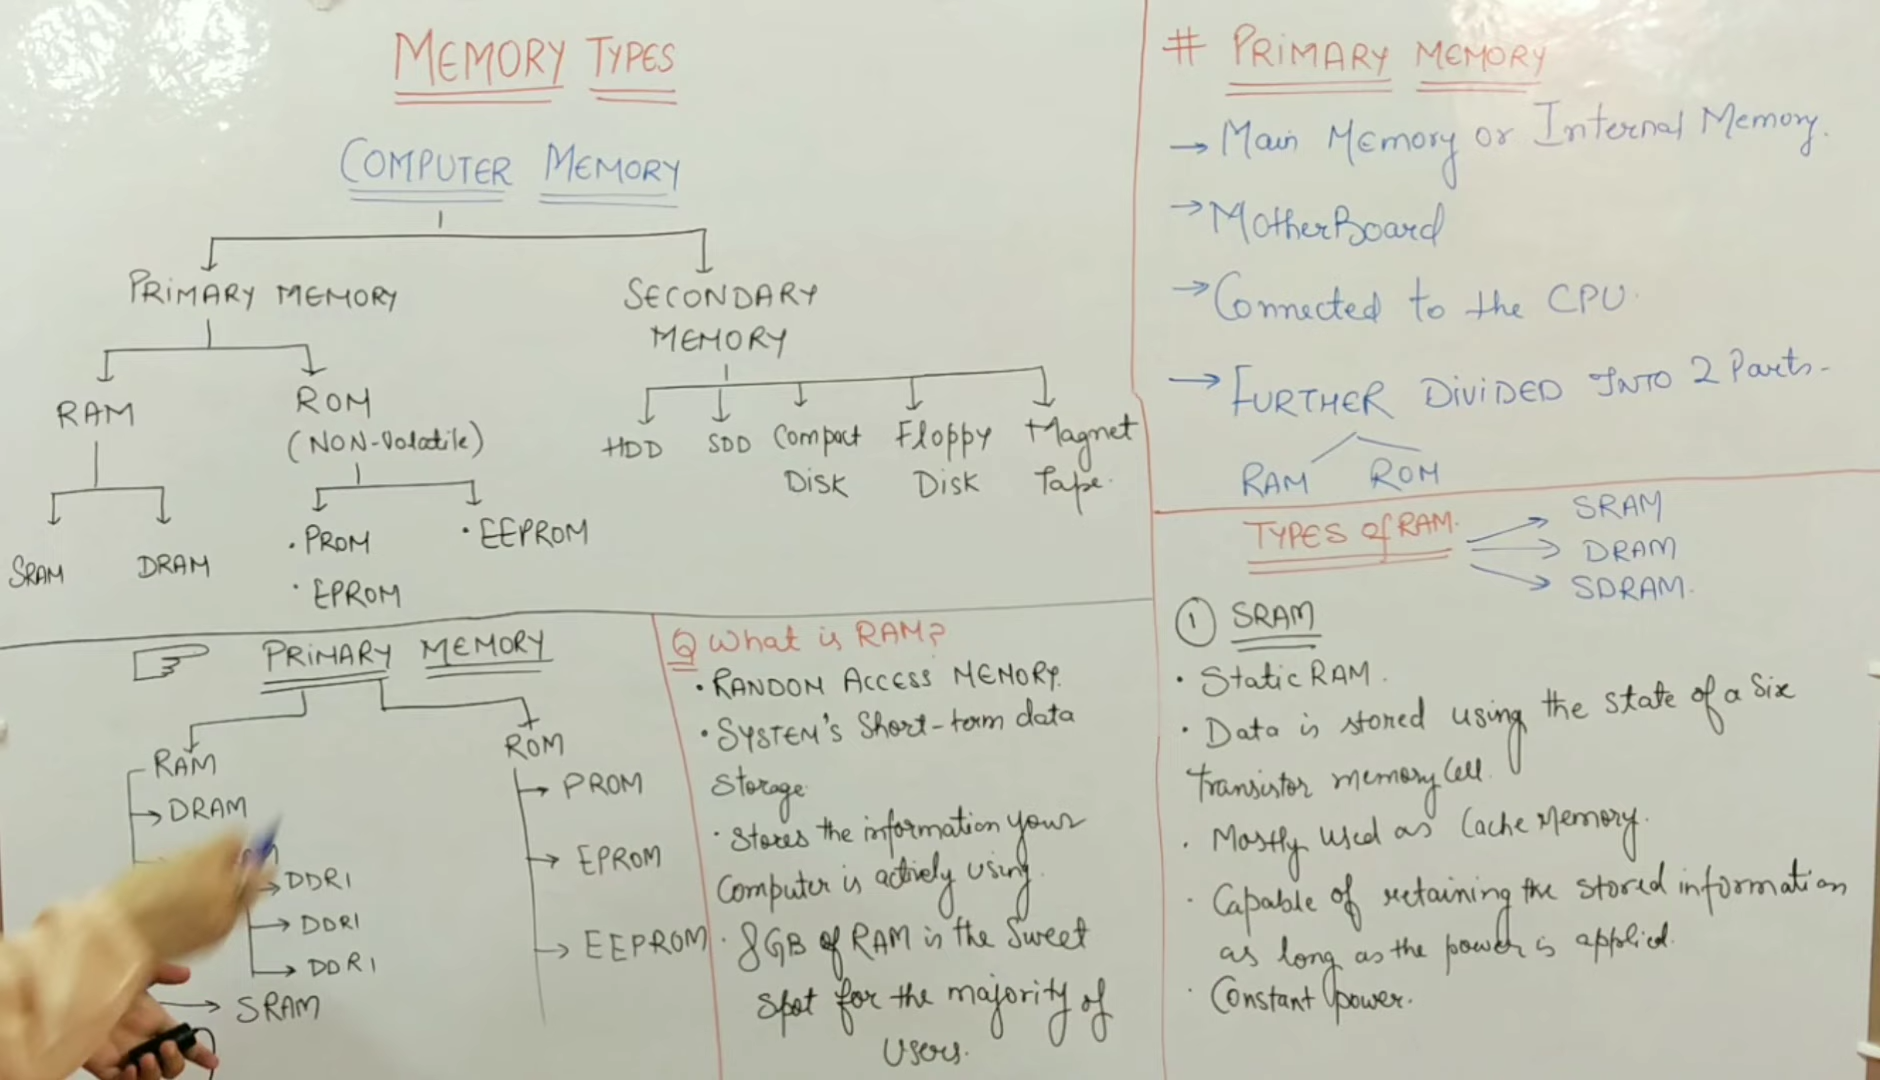 MEMORY TYPES
COMPUTER MEMORY
PRIMARY MEMORY
SECONDARY
MEMORY
RAM
ROM
(NON-Volatile)
SRAM
DRAM
• PROM
• EPROM
• EEPROM
HDD
SDD
Compact
Disk
Floppy
Disk
Magnet
Tape.
PRIMARY MEMORY
RAM
DRAM
DDR1
DDR1
DDR1
SRAM
ROM
PROM
EPROM
EEPROM
Q What is RAM?
• RANDOM ACCESS MEMORY.
• SYSTEM's Short-term data
Storage
• Stores the information your
Computer is actively using.
• 8GB of RAM is the Sweet
Spot for the majority of
Users.
# PRIMARY MEMORY
→ Main Memory or Internal Memory.
→ MotherBoard
→ Connected to the CPU.
→ FURTHER DIVIDED INTO 2 Parts-
RAM ROM
TYPES of RAM.
SRAM
DRAM
SDRAM.
1 SRAM
• Static RAM.
• Data is stored using the state of a Six
transistor memory Cell.
• Mostly used as Cache Memory.
• Capable of retaining the stored information
as long as the power is applied.
• Constant power.